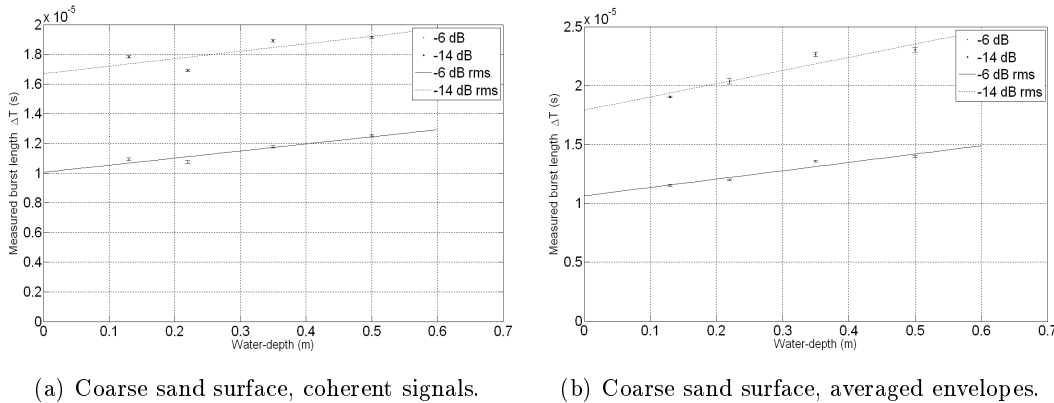 x 10^-5
2
1.8
1.6
1.4
1.2
1
0.8
0.6
0.4
0.2
0
Measured burst length ΔT (s)
-6 dB
-14 dB
-6 dB rms
-14 dB rms
0 0.1 0.2 0.3 0.4 0.5 0.6 0.7
Water-depth (m)
(a) Coarse sand surface, coherent signals.
x 10^-5
2.5
2
1.5
1
0.5
0
Measured burst length ΔT (s)
-6 dB
-14 dB
-6 dB rms
-14 dB rms
0 0.1 0.2 0.3 0.4 0.5 0.6 0.7
Water-depth (m)
(b) Coarse sand surface, averaged envelopes.